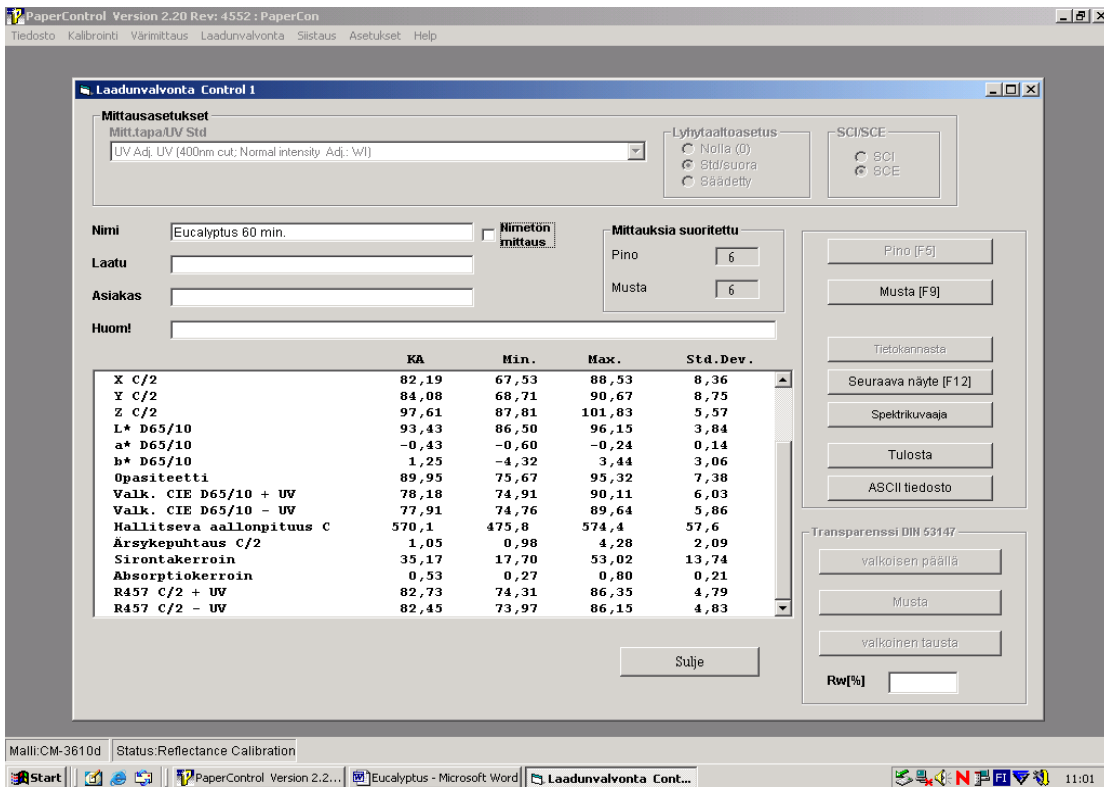 PaperControl Version 2.20 Rev: 4552 : PaperCon
Tiedosto Kalibrointi Värimittaus Laadunvalvonta Siistaus Asetukset Help
Laadunvalvonta Control 1
Mittausasetukset
Mitt.tapa/UV Std
UV Adj. UV (400nm cut; Normal intensity Adj.: WI)
Lyhytaaltoasetus
Nolla (0)
Std/suora
Säädetty
SCI/SCE
SCI
SCE
Nimi Eucalyptus 60 min.
Nimetön mittaus
Laatu
Asiakas
Huom!
Mittauksia suoritettu
Pino 6
Musta 6
Pino [F5]
Musta [F9]
Tietokannasta
Seuraava näyte [F12]
Spektrikuvaaja
Tulosta
ASCII tiedosto
KA Min. Max. Std.Dev.
X C/2 82,19 67,53 88,53 8,36
Y C/2 84,08 68,71 90,67 8,75
Z C/2 97,61 87,81 101,83 5,57
L* D65/10 93,43 86,50 96,15 3,84
a* D65/10 -0,43 -0,60 -0,24 0,14
b* D65/10 1,25 -4,32 3,44 3,06
Opasiteetti 89,95 75,67 95,32 7,38
Valk. CIE D65/10 + UV 78,18 74,91 90,11 6,03
Valk. CIE D65/10 - UV 77,91 74,76 89,64 5,86
Hallitseva aallonpituus C 570,1 475,8 574,4 57,6
Ärsykepuhtaus C/2 1,05 0,98 4,28 2,09
Sirontakerroin 35,17 17,70 53,02 13,74
Absorptiokerroin 0,53 0,27 0,80 0,21
R457 C/2 + UV 82,73 74,31 86,35 4,79
R457 C/2 - UV 82,45 73,97 86,15 4,83
Transparenssi DIN 53147
valkoisen päällä
Musta
valkoinen tausta
Rw[%]
Sulje
Malli:CM-3610d Status:Reflectance Calibration
Start PaperControl Version 2.2... Eucalyptus - Microsoft Word Laadunvalvonta Cont... N FI 11:01